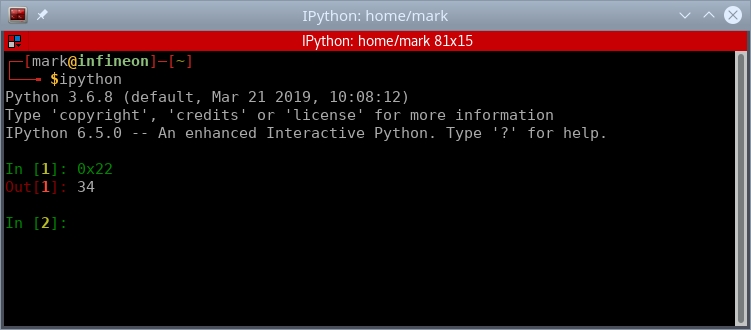 IPython: home/mark
IPython: home/mark 81x15
┌─[mark@infineon]─[~]
└──╼ $ipython
Python 3.6.8 (default, Mar 21 2019, 10:08:12)
Type 'copyright', 'credits' or 'license' for more information
IPython 6.5.0 -- An enhanced Interactive Python. Type '?' for help.
In [1]: 0x22
Out[1]: 34
In [2]: